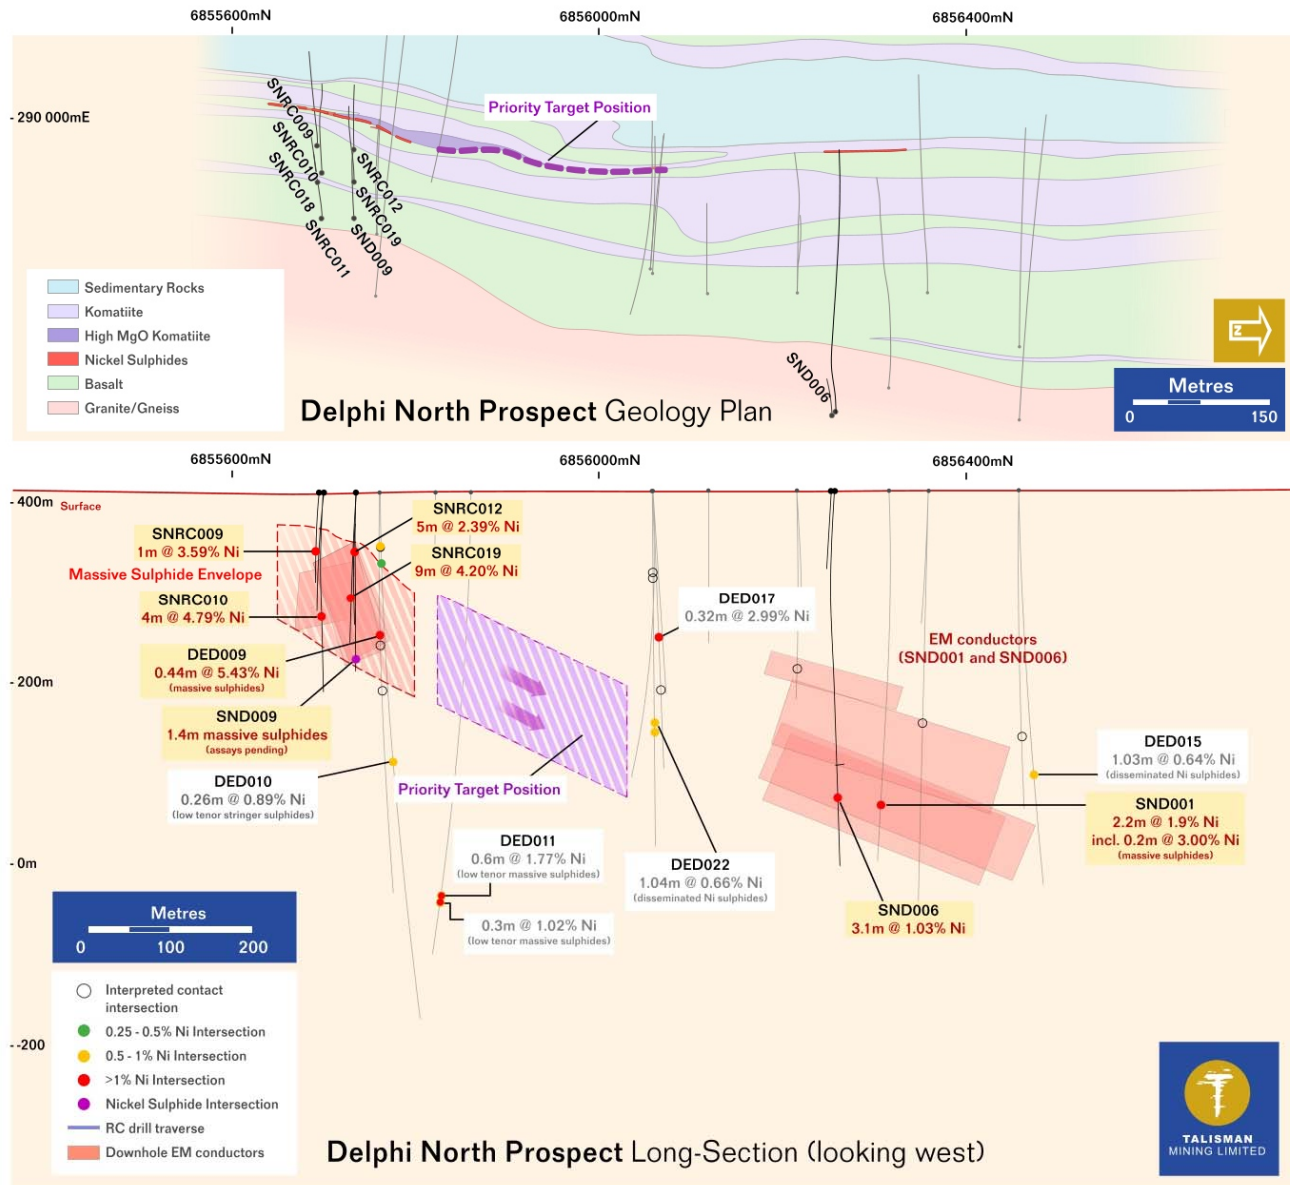 6855600mN
6856000mN
6856400mN
290 000mE
Priority Target Position
SNRC009
SNRC010
SNRC018
SNRC011
SNRC012
SNRC019
SND009
SND006
Sedimentary Rocks
Komatiite
High MgO Komatiite
Nickel Sulphides
Basalt
Granite/Gneiss
Delphi North Prospect Geology Plan
Z
Metres
0 150
6855600mN
6856000mN
6856400mN
400m
Surface
SNRC009
1m @ 3.59% Ni
Massive Sulphide Envelope
SNRC010
4m @ 4.79% Ni
SNRC012
5m @ 2.39% Ni
SNRC019
9m @ 4.20% Ni
DED009
0.44m @ 5.43% Ni
(massive sulphides)
SND009
1.4m massive sulphides
(assays pending)
DED010
0.26m @ 0.89% Ni
(low tenor stringer sulphides)
Priority Target Position
DED017
0.32m @ 2.99% Ni
EM conductors
(SND001 and SND006)
200m
DED015
1.03m @ 0.64% Ni
(disseminated Ni sulphides)
SND001
2.2m @ 1.9% Ni
incl. 0.2m @ 3.00% Ni
(massive sulphides)
DED011
0.6m @ 1.77% Ni
(low tenor massive sulphides)
0.3m @ 1.02% Ni
(low tenor massive sulphides)
DED022
1.04m @ 0.66% Ni
(disseminated Ni sulphides)
SND006
3.1m @ 1.03% Ni
0m
Metres
0 100 200
-200
Interpreted contact
intersection
0.25 - 0.5% Ni Intersection
0.5 - 1% Ni Intersection
>1% Ni Intersection
Nickel Sulphide Intersection
RC drill traverse
Downhole EM conductors
Delphi North Prospect Long-Section (looking west)
TALISMAN
MINING LIMITED